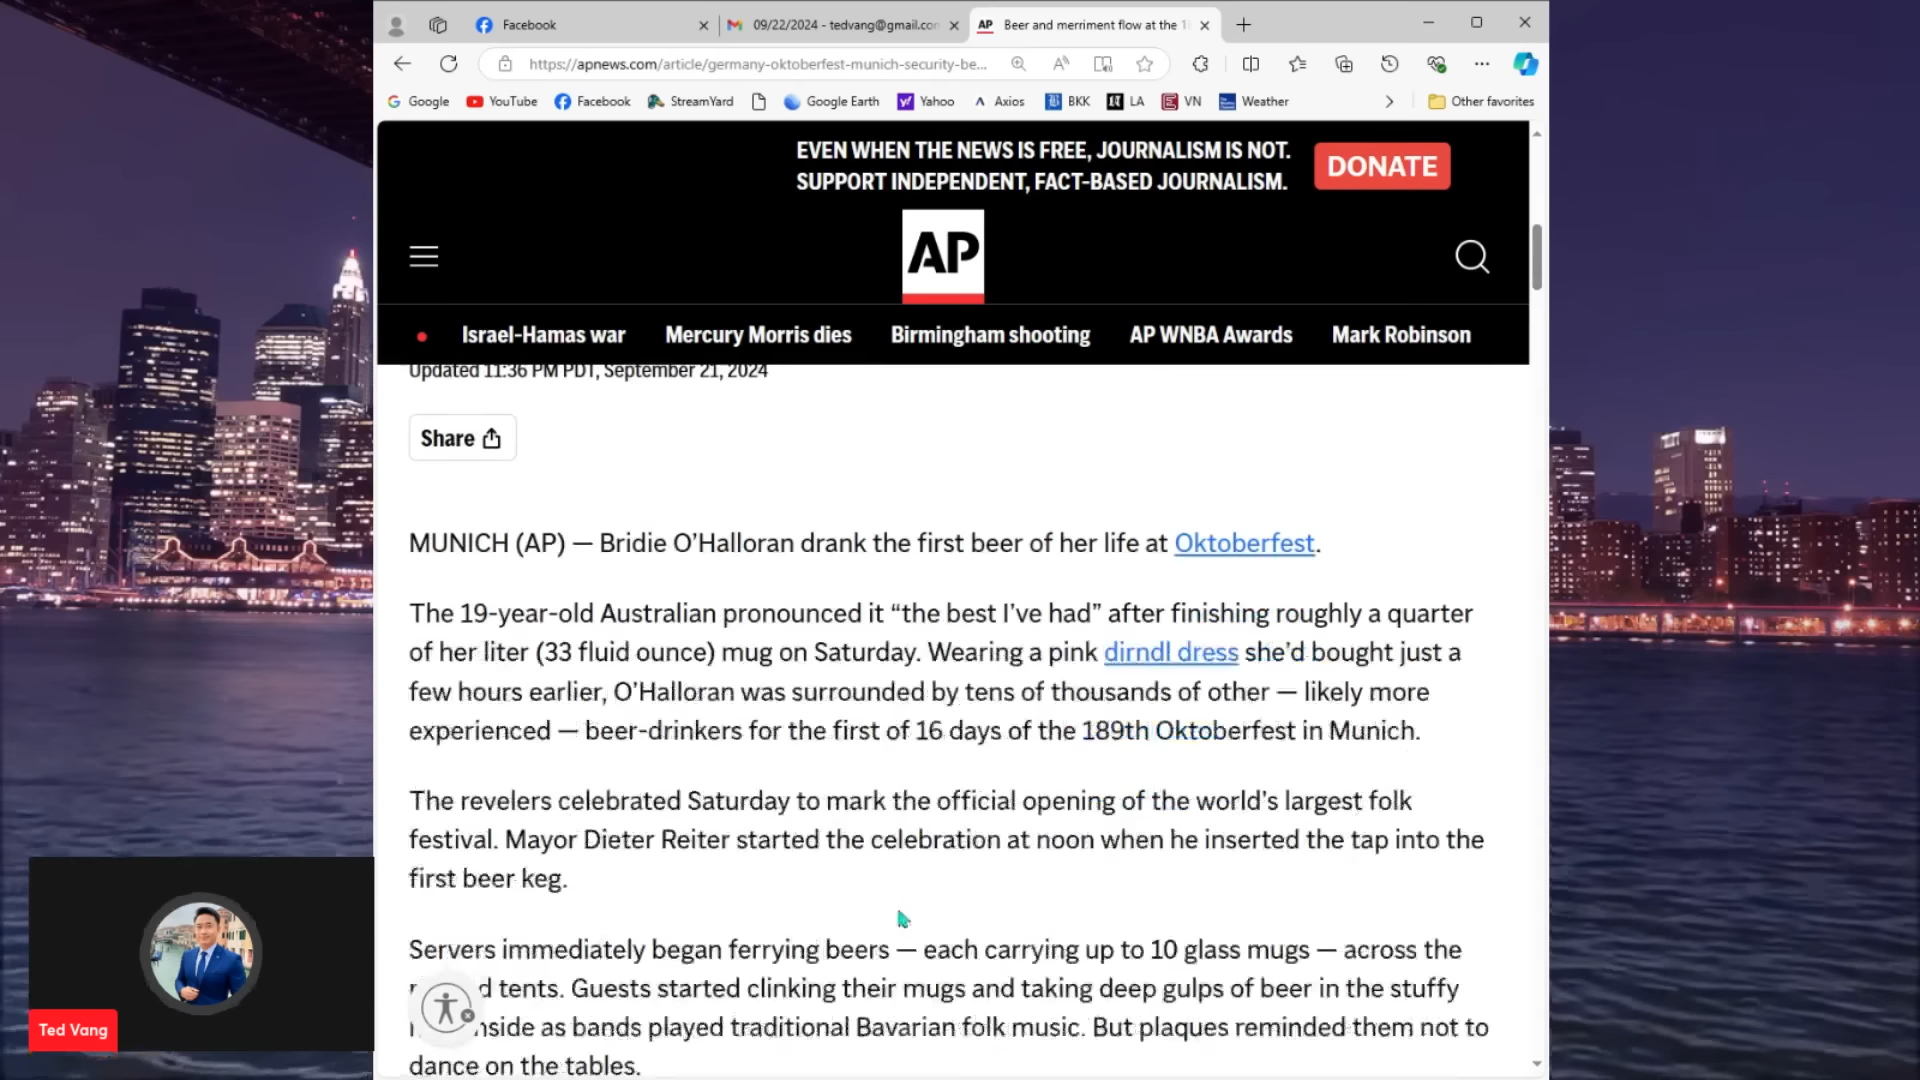 Facebook
09/22/2024 - tedvang@gmail.co
AP
Beer and merriment flow at the 1
https://apnews.com/article/germany-oktoberfest-munich-security-be...
Google
YouTube
Facebook
StreamYard
Google Earth
Yahoo
Axios
BKK
LA
VN
Weather
Other favorites
EVEN WHEN THE NEWS IS FREE, JOURNALISM IS NOT.
SUPPORT INDEPENDENT, FACT-BASED JOURNALISM.
DONATE
AP
Israel-Hamas war
Mercury Morris dies
Birmingham shooting
AP WNBA Awards
Mark Robinson
Updated 11:36 PM PDT, September 21, 2024
Share
MUNICH (AP) — Bridie O’Halloran drank the first beer of her life at Oktoberfest.
The 19-year-old Australian pronounced it “the best I’ve had” after finishing roughly a quarter
of her liter (33 fluid ounce) mug on Saturday. Wearing a pink dirndl dress she’d bought just a
few hours earlier, O’Halloran was surrounded by tens of thousands of other — likely more
experienced — beer-drinkers for the first of 16 days of the 189th Oktoberfest in Munich.
The revelers celebrated Saturday to mark the official opening of the world’s largest folk
festival. Mayor Dieter Reiter started the celebration at noon when he inserted the tap into the
first beer keg.
Servers immediately began ferrying beers — each carrying up to 10 glass mugs — across the
d tents. Guests started clinking their mugs and taking deep gulps of beer in the stuffy
nside as bands played traditional Bavarian folk music. But plaques reminded them not to
dance on the tables.
Ted Vang